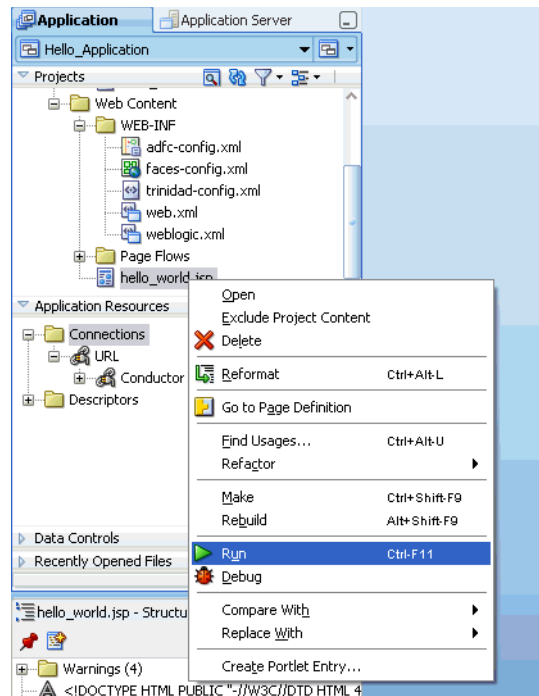 Application
Application Server
Hello_Application
Projects
Web Content
WEB-INF
adfc-config.xml
faces-config.xml
trinidad-config.xml
web.xml
weblogic.xml
Page Flows
hello_world.jsp
Application Resources
Connections
URL
Conductor
Descriptors
Data Controls
Recently Opened Files
Open
Exclude Project Content
Delete
Reformat Ctrl+Alt-L
Go to Page Definition
Find Usages... Ctrl+Alt-U
Refactor
Make Ctrl+Shift-F9
Rebuild Alt+Shift-F9
Run Ctrl-F11
Debug
Compare With
Replace With
Create Portlet Entry...
hello_world.jsp - Structu
Warnings (4)
<!DOCTYPE HTML PUBLIC "-//W3C//DTD HTML 4